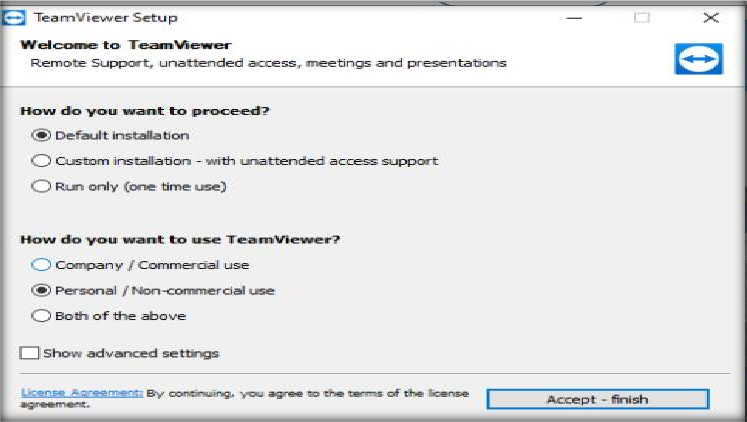 TeamViewer Setup
Welcome to TeamViewer
Remote Support, unattended access, meetings and presentations
How do you want to proceed?
Default installation
Custom installation - with unattended access support
Run only (one time use)
How do you want to use TeamViewer?
Company / Commercial use
Personal / Non-commercial use
Both of the above
Show advanced settings
License Agreement: By continuing, you agree to the terms of the license
agreement.
Accept - finish